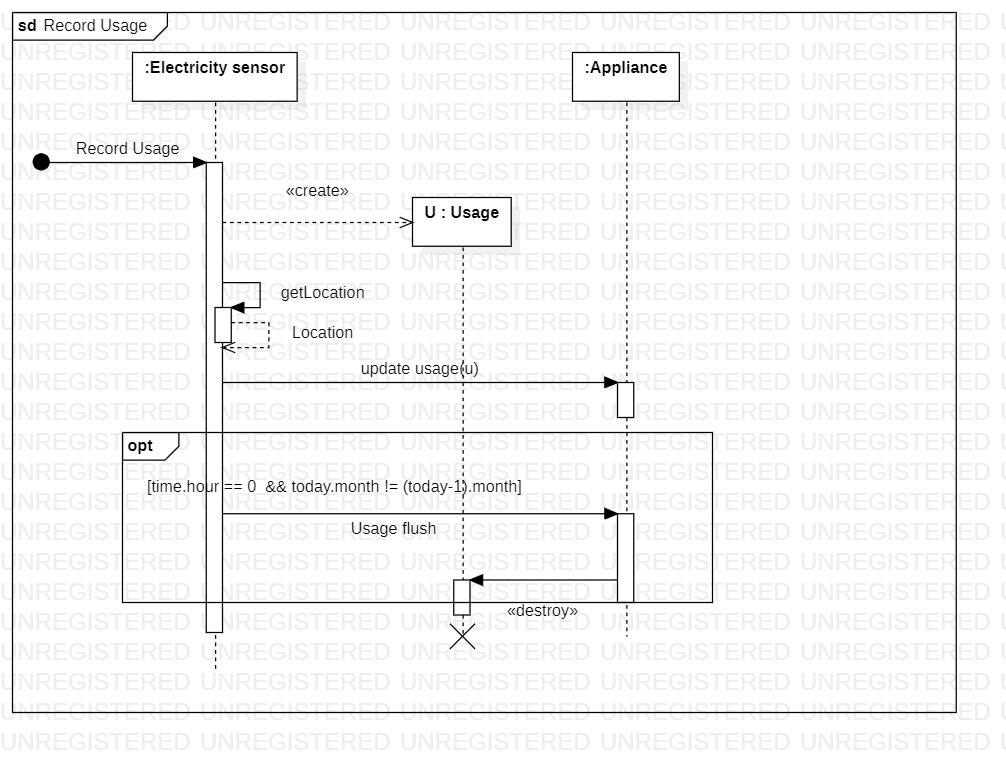 sd Record Usage
:Electricity sensor
:Appliance
Record Usage
«create»
U : Usage
getLocation
Location
update usage(u)
opt
[time.hour == 0  && today.month != (today-1).month]
Usage flush
«destroy»
UNREGISTERED UNREGISTERED UNREGISTERED UNREGISTERED UNREGISTERED